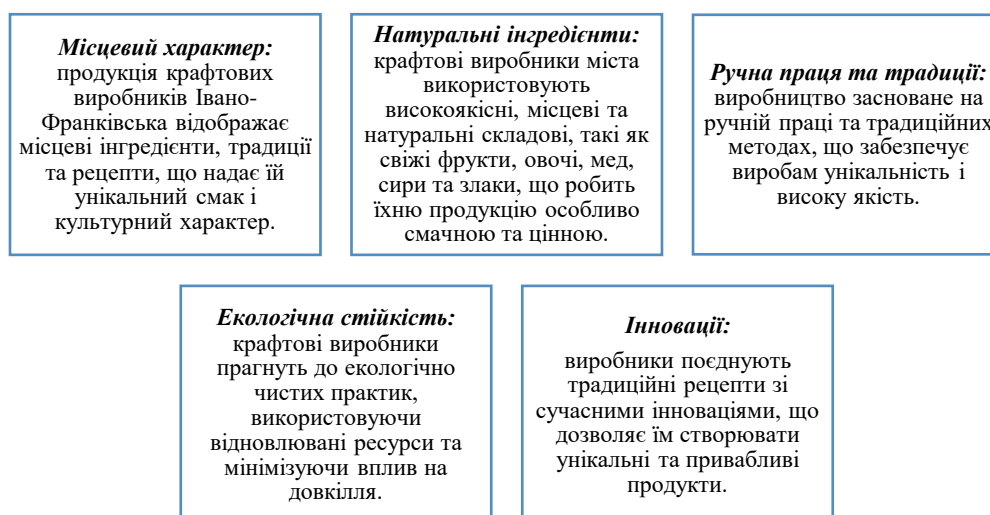 Місцевий характер:
продукція крафтових
виробників Івано-
Франківська відображає
місцеві інгредієнти, традиції
та рецепти, що надає їй
унікальний смак і
культурний характер.
Натуральні інгредієнти:
крафтові виробники міста
використовують
високоякісні, місцеві та
натуральні складові, такі як
свіжі фрукти, овочі, мед,
сири та злаки, що робить
їхню продукцію особливо
смачною та цінною.
Ручна праця та традиції:
виробництво засноване на
ручній праці та традиційних
методах, що забезпечує
виробам унікальність і
високу якість.
Екологічна стійкість:
крафтові виробники
прагнуть до екологічно
чистих практик,
використовуючи
відновлювані ресурси та
мінімізуючи вплив на
довкілля.
Інновації:
виробники поєднують
традиційні рецепти зі
сучасними інноваціями, що
дозволяє їм створювати
унікальні та привабливі
продукти.